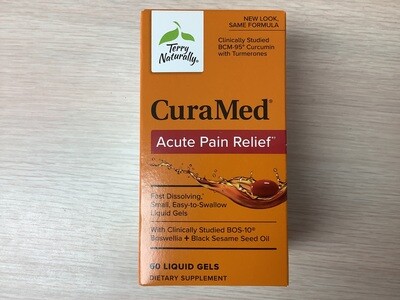 NEW LOOK,
SAME FORMULA
Terry
Naturally®
Clinically Studied
BCM-95® Curcumin
with Turmerones
CuraMed®
Acute Pain Relief*^
Fast Dissolving,*
Small, Easy-to-Swallow
Liquid Gels
With Clinically Studied BOS-10®
Boswellia + Black Sesame Seed Oil
60 LIQUID GELS
DIETARY SUPPLEMENT